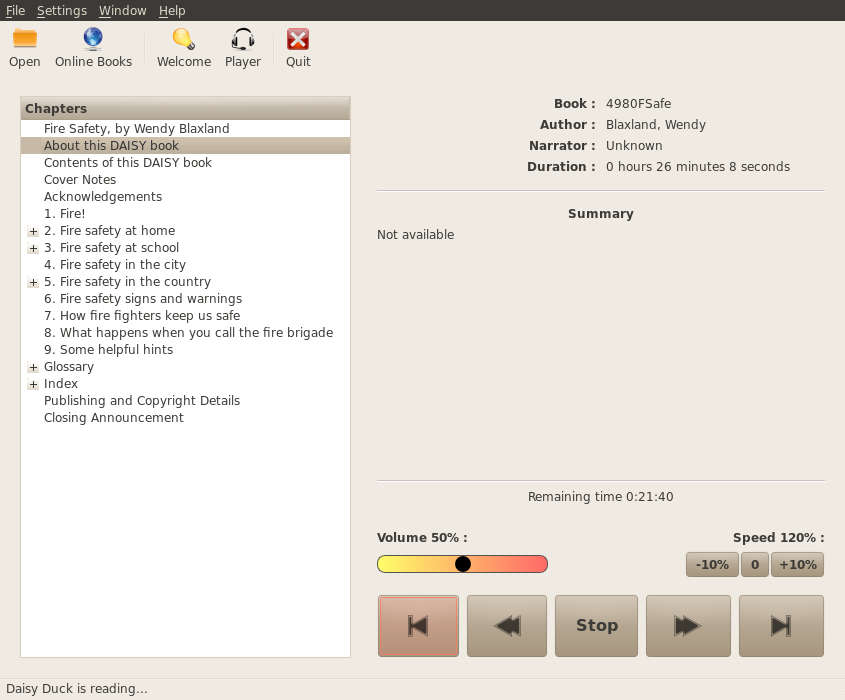 File Settings Window Help
Open Online Books Welcome Player Quit
Chapters
Fire Safety, by Wendy Blaxland
About this DAISY book
Contents of this DAISY book
Cover Notes
Acknowledgements
1. Fire!
2. Fire safety at home
3. Fire safety at school
4. Fire safety in the city
5. Fire safety in the country
6. Fire safety signs and warnings
7. How fire fighters keep us safe
8. What happens when you call the fire brigade
9. Some helpful hints
Glossary
Index
Publishing and Copyright Details
Closing Announcement
Book : 4980FSafe
Author : Blaxland, Wendy
Narrator : Unknown
Duration : 0 hours 26 minutes 8 seconds
Summary
Not available
Remaining time 0:21:40
Volume 50% : Speed 120% :
-10% 0 +10%
Stop
Daisy Duck is reading...